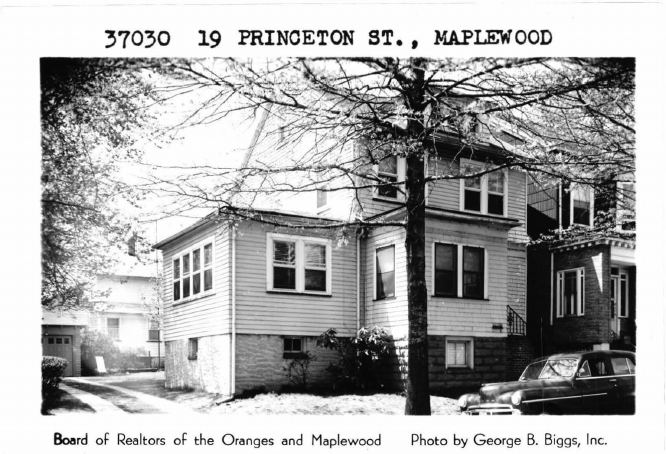 37030 19 PRINCETON ST., MAPLEWOOD
Board of Realtors of the Oranges and Maplewood Photo by George B. Biggs, Inc.